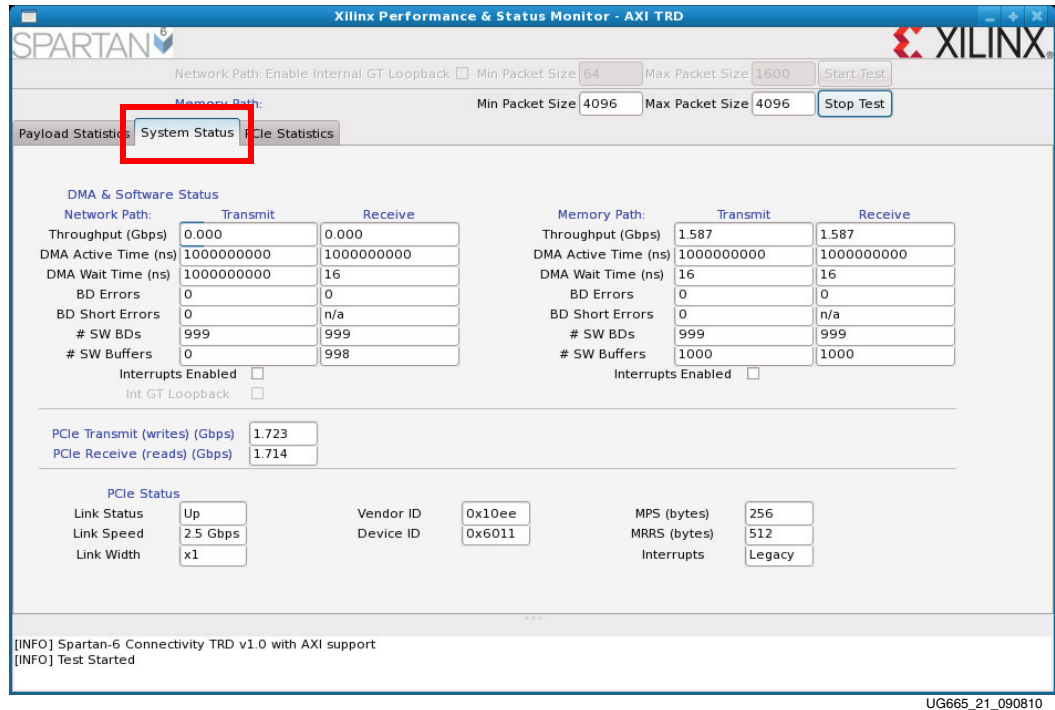 Xilinx Performance & Status Monitor - AXI TRD
SPARTAN 6
XILINX®
Network Path: Enable Internal GT Loopback Min Packet Size 64 Max Packet Size 1600 Start Test
Memory Path: Min Packet Size 4096 Max Packet Size 4096 Stop Test
Payload Statistics System Status PCIe Statistics
DMA & Software Status
Network Path: Transmit Receive Memory Path: Transmit Receive
Throughput (Gbps) 0.000 0.000 Throughput (Gbps) 1.587 1.587
DMA Active Time (ns) 1000000000 1000000000 DMA Active Time (ns) 1000000000 1000000000
DMA Wait Time (ns) 1000000000 16 DMA Wait Time (ns) 16 16
BD Errors 0 0 BD Errors 0 0
BD Short Errors 0 n/a BD Short Errors 0 n/a
# SW BDs 999 999 # SW BDs 999 999
# SW Buffers 0 998 # SW Buffers 1000 1000
Interrupts Enabled Interrupts Enabled
Int GT Loopback
PCIe Transmit (writes) (Gbps) 1.723
PCIe Receive (reads) (Gbps) 1.714
PCIe Status
Link Status Up Vendor ID 0x10ee MPS (bytes) 256
Link Speed 2.5 Gbps Device ID 0x6011 MRRS (bytes) 512
Link Width x1 Interrupts Legacy
[INFO] Spartan-6 Connectivity TRD v1.0 with AXI support
[INFO] Test Started
UG665_21_090810